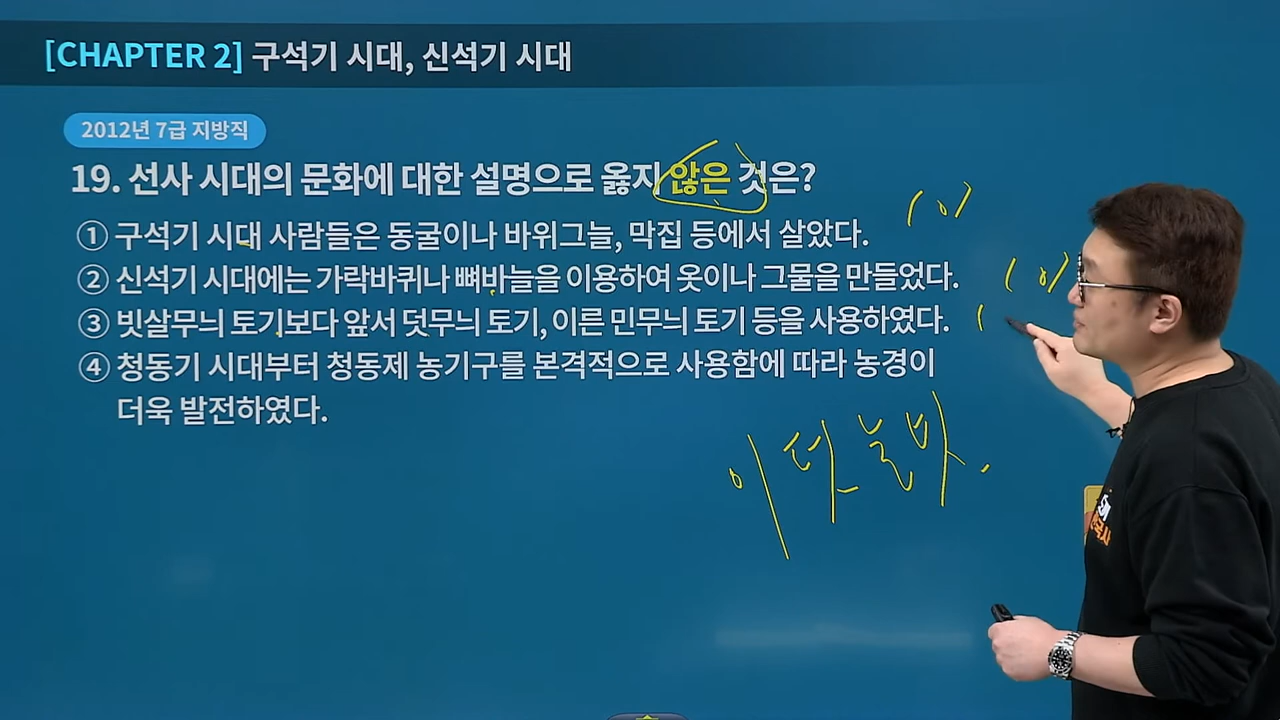 [CHAPTER 2] 구석기 시대, 신석기 시대
2012년 7급 지방직
19. 선사 시대의 문화에 대한 설명으로 옳지 않은 것은?
① 구석기 시대 사람들은 동굴이나 바위그늘, 막집 등에서 살았다.
② 신석기 시대에는 가락바퀴나 뼈바늘을 이용하여 옷이나 그물을 만들었다.
③ 빗살무늬 토기보다 앞서 덧무늬 토기, 이른 민무늬 토기 등을 사용하였다.
④ 청동기 시대부터 청동제 농기구를 본격적으로 사용함에 따라 농경이
더욱 발전하였다.
(o)
(o)
(
이 덧 눌 빗.